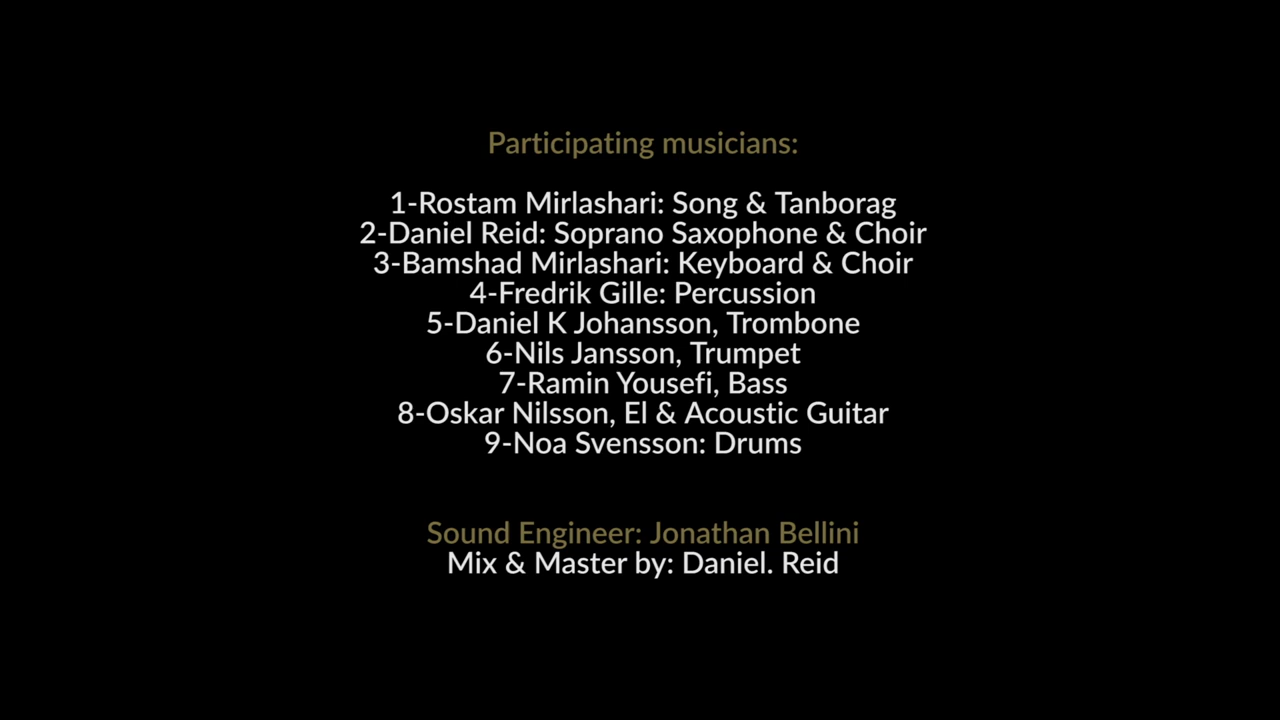 Participating musicians:
1-Rostam Mirlashari: Song & Tanborag
2-Daniel Reid: Soprano Saxophone & Choir
3-Bamshad Mirlashari: Keyboard & Choir
4-Fredrik Gille: Percussion
5-Daniel K Johansson, Trombone
6-Nils Jansson, Trumpet
7-Ramin Yousefi, Bass
8-Oskar Nilsson, El & Acoustic Guitar
9-Noa Svensson: Drums
Sound Engineer: Jonathan Bellini
Mix & Master by: Daniel. Reid